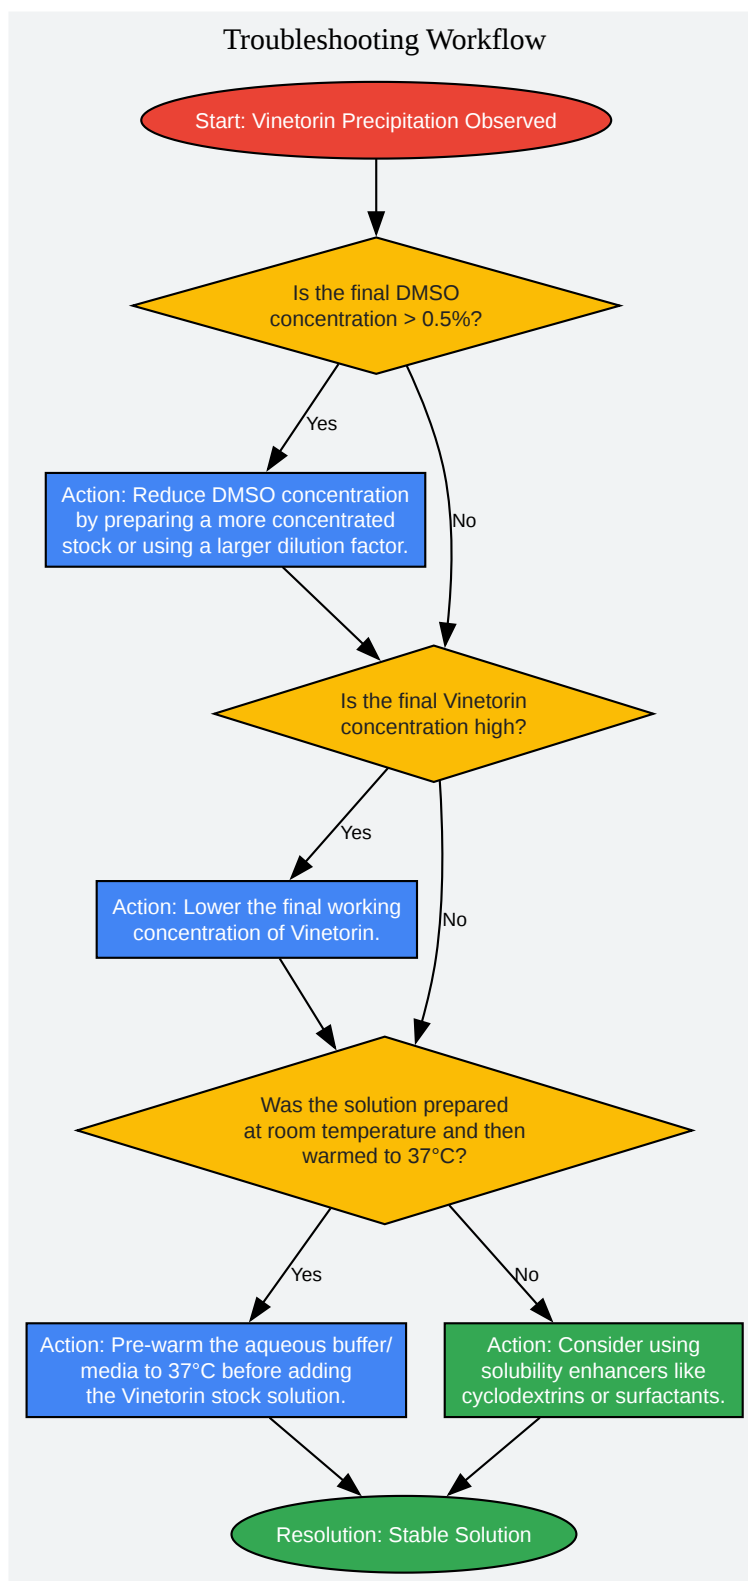 Troubleshooting Workflow
Start: Vinetorin Precipitation Observed
Is the final DMSO
concentration > 0.5%?
Yes
Action: Reduce DMSO concentration
by preparing a more concentrated
stock or using a larger dilution factor.
No
Is the final Vinetorin
concentration high?
Yes
Action: Lower the final working
concentration of Vinetorin.
No
Was the solution prepared
at room temperature and then
warmed to 37°C?
Yes
No
Action: Pre-warm the aqueous buffer/
media to 37°C before adding
the Vinetorin stock solution.
Action: Consider using
solubility enhancers like
cyclodextrins or surfactants.
Resolution: Stable Solution